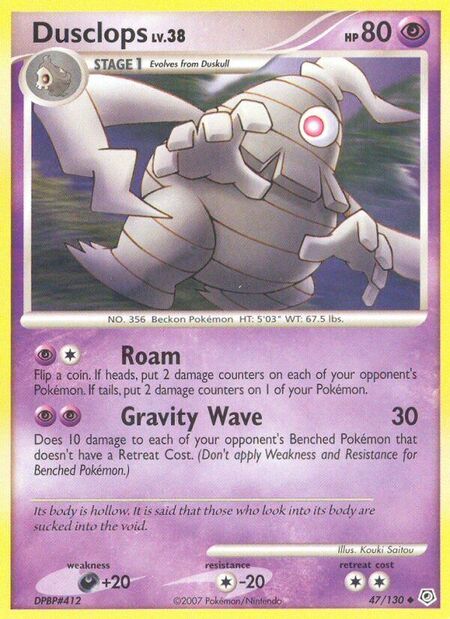 Dusclops LV.38 HP 80
STAGE 1 Evolves from Duskull
NO. 356 Beckon Pokémon HT: 5'03" WT: 67.5 lbs.
Roam
Flip a coin. If heads, put 2 damage counters on each of your opponent's
Pokémon. If tails, put 2 damage counters on 1 of your Pokémon.
Gravity Wave 30
Does 10 damage to each of your opponent's Benched Pokémon that
doesn't have a Retreat Cost. (Don't apply Weakness and Resistance for
Benched Pokémon.)
Its body is hollow. It is said that those who look into its body are
sucked into the void.
Illus. Kouki Saitou
weakness resistance retreat cost
+20 -20
DPBP#412 ©2007 Pokémon/Nintendo 47/130